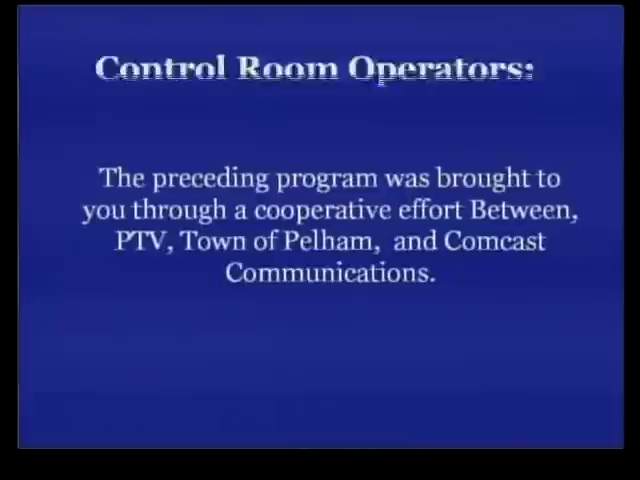 Control Room Operators:
The preceding program was brought to
you through a cooperative effort Between,
PTV, Town of Pelham, and Comcast
Communications.